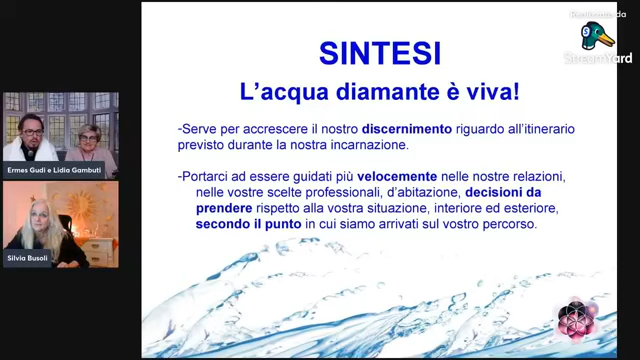 Realizzato da
StreamYard
SINTESI
L'acqua diamante è viva!
-Serve per accrescere il nostro discernimento riguardo all'itinerario
previsto durante la nostra incarnazione.
-Portarci ad essere guidati più velocemente nelle nostre relazioni,
nelle vostre scelte professionali, d'abitazione, decisioni da
prendere rispetto alla vostra situazione, interiore ed esteriore,
secondo il punto in cui siamo arrivati sul vostro percorso.
Ermes Gudi e Lidia Gambuti
Silvia Busoli